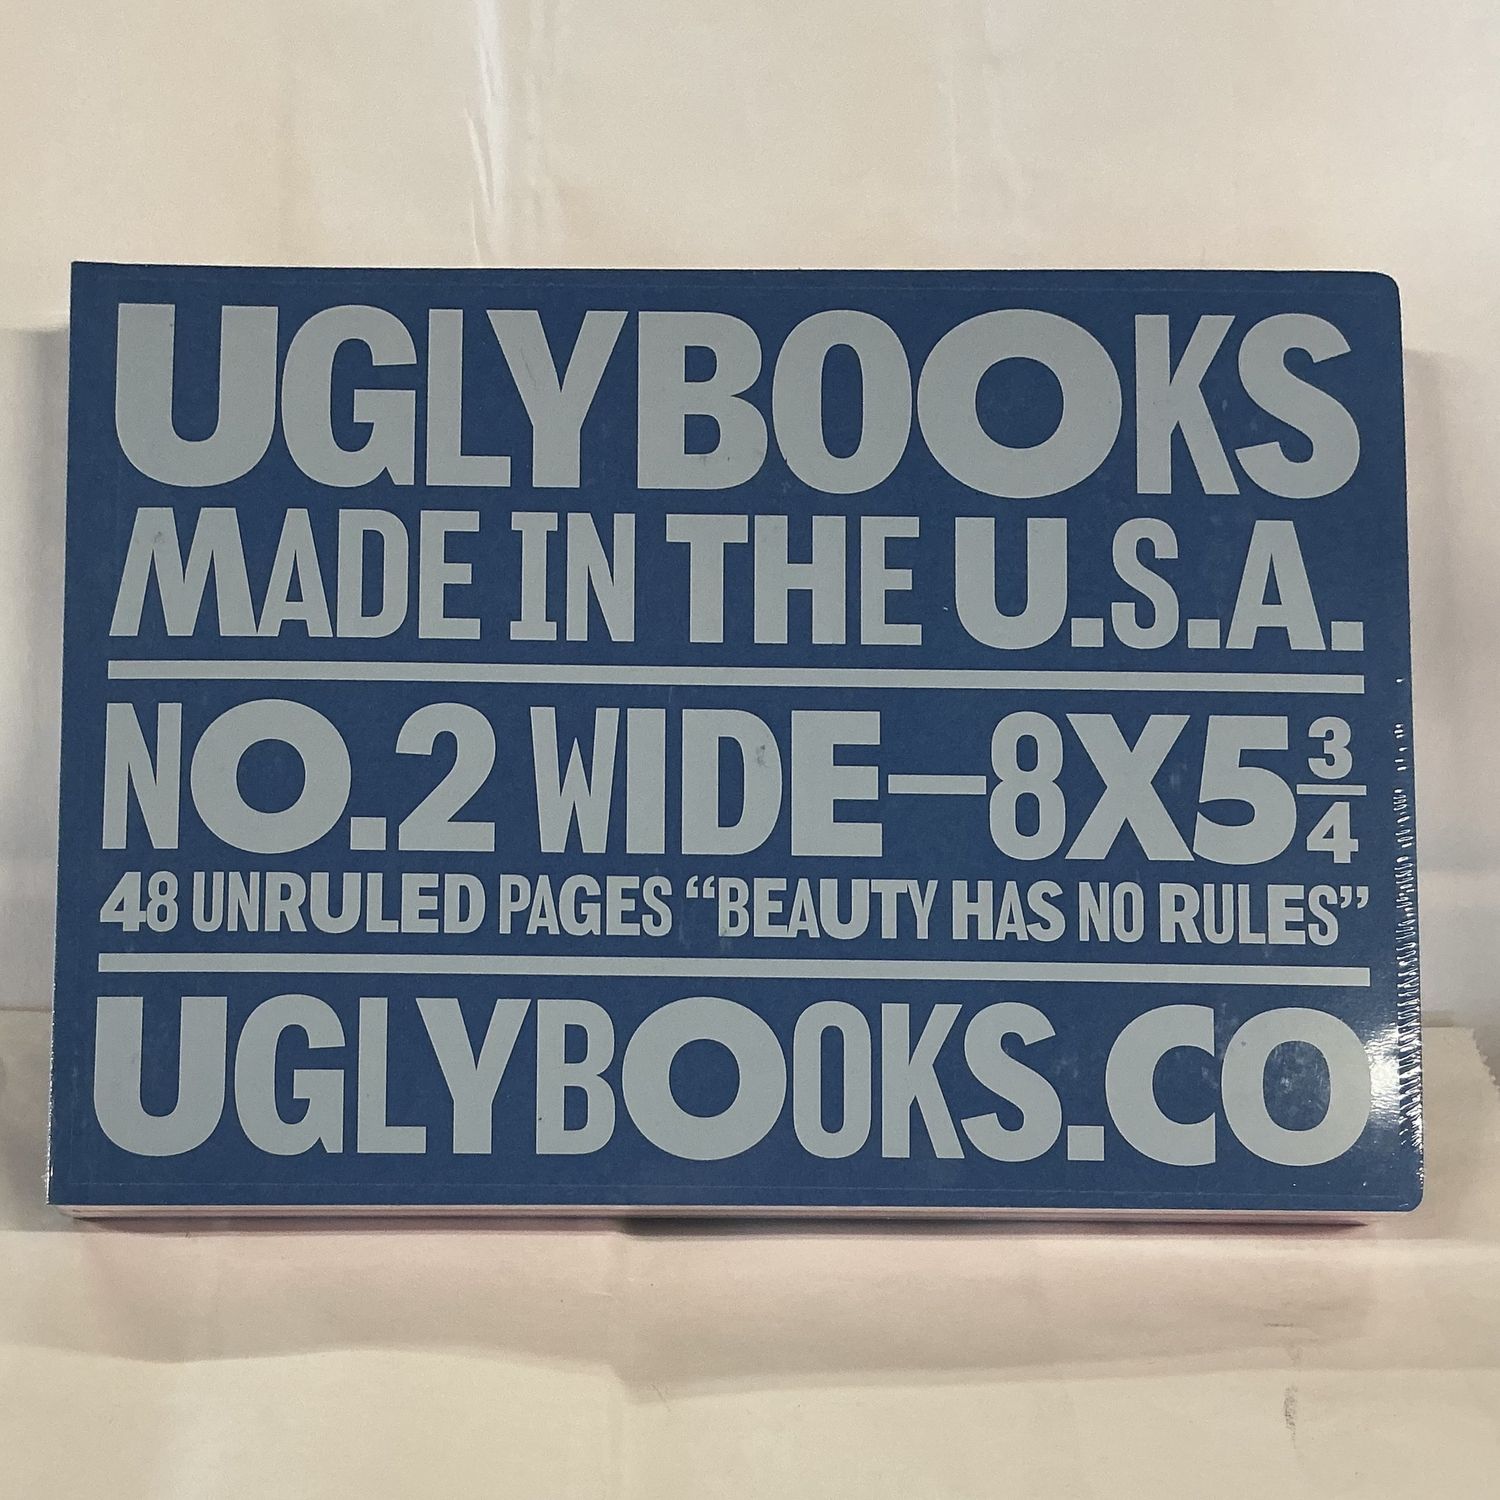 UGLYBOOKS
MADE IN THE U.S.A.
NO.2 WIDE—8X5 3/4
48 UNRULED PAGES “BEAUTY HAS NO RULES”
UGLYBOOKS.CO